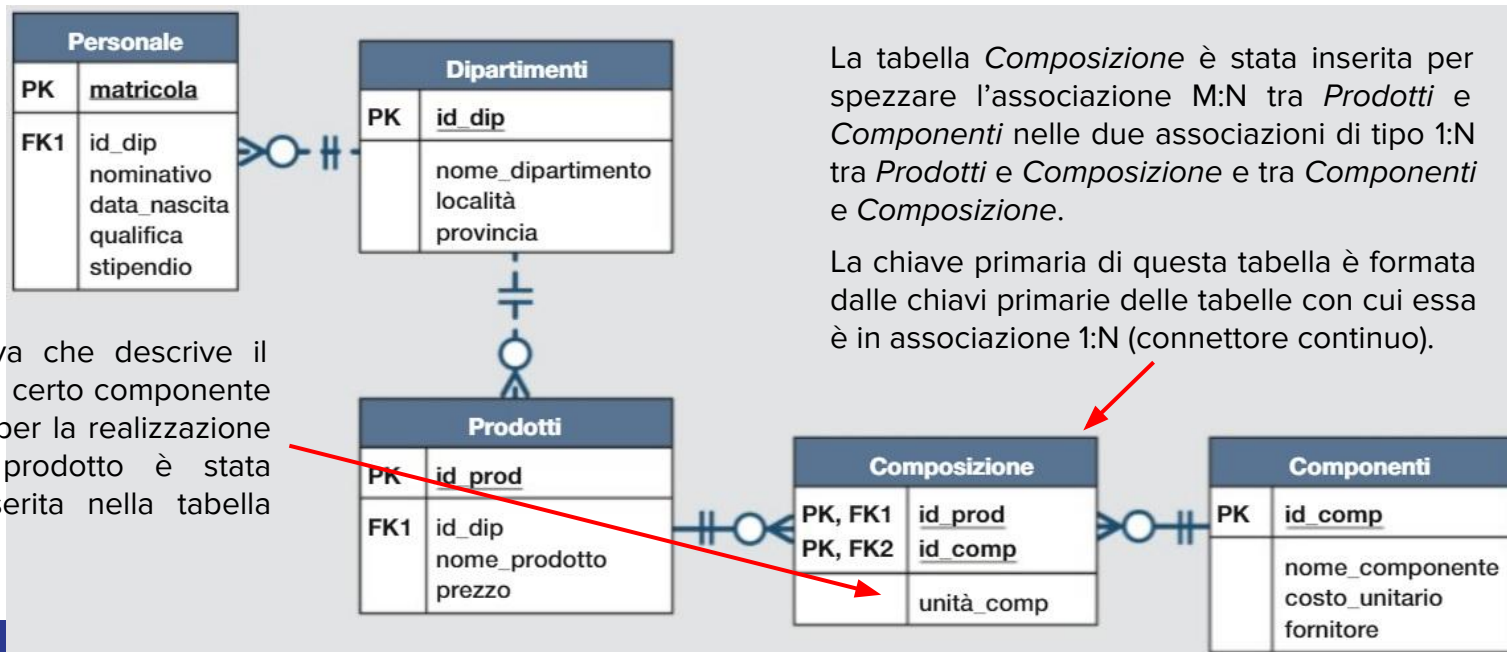 Personale
PK matricola
FK1 id_dip
nominativo
data_nascita
qualifica
stipendio
Dipartimenti
PK id_dip
nome_dipartimento
località
provincia
La tabella Composizione è stata inserita per
spezzare l’associazione M:N tra Prodotti e
Componenti nelle due associazioni di tipo 1:N
tra Prodotti e Composizione e tra Componenti
e Composizione.
La chiave primaria di questa tabella è formata
dalle chiavi primarie delle tabelle con cui essa
è in associazione 1:N (connettore continuo).
che descrive il
certo componente
per la realizzazione
prodotto è stata
nella tabella
Prodotti
PK id_prod
FK1 id_dip
nome_prodotto
prezzo
Composizione
PK, FK1 id_prod
PK, FK2 id_comp
unità_comp
Componenti
PK id_comp
nome_componente
costo_unitario
fornitore